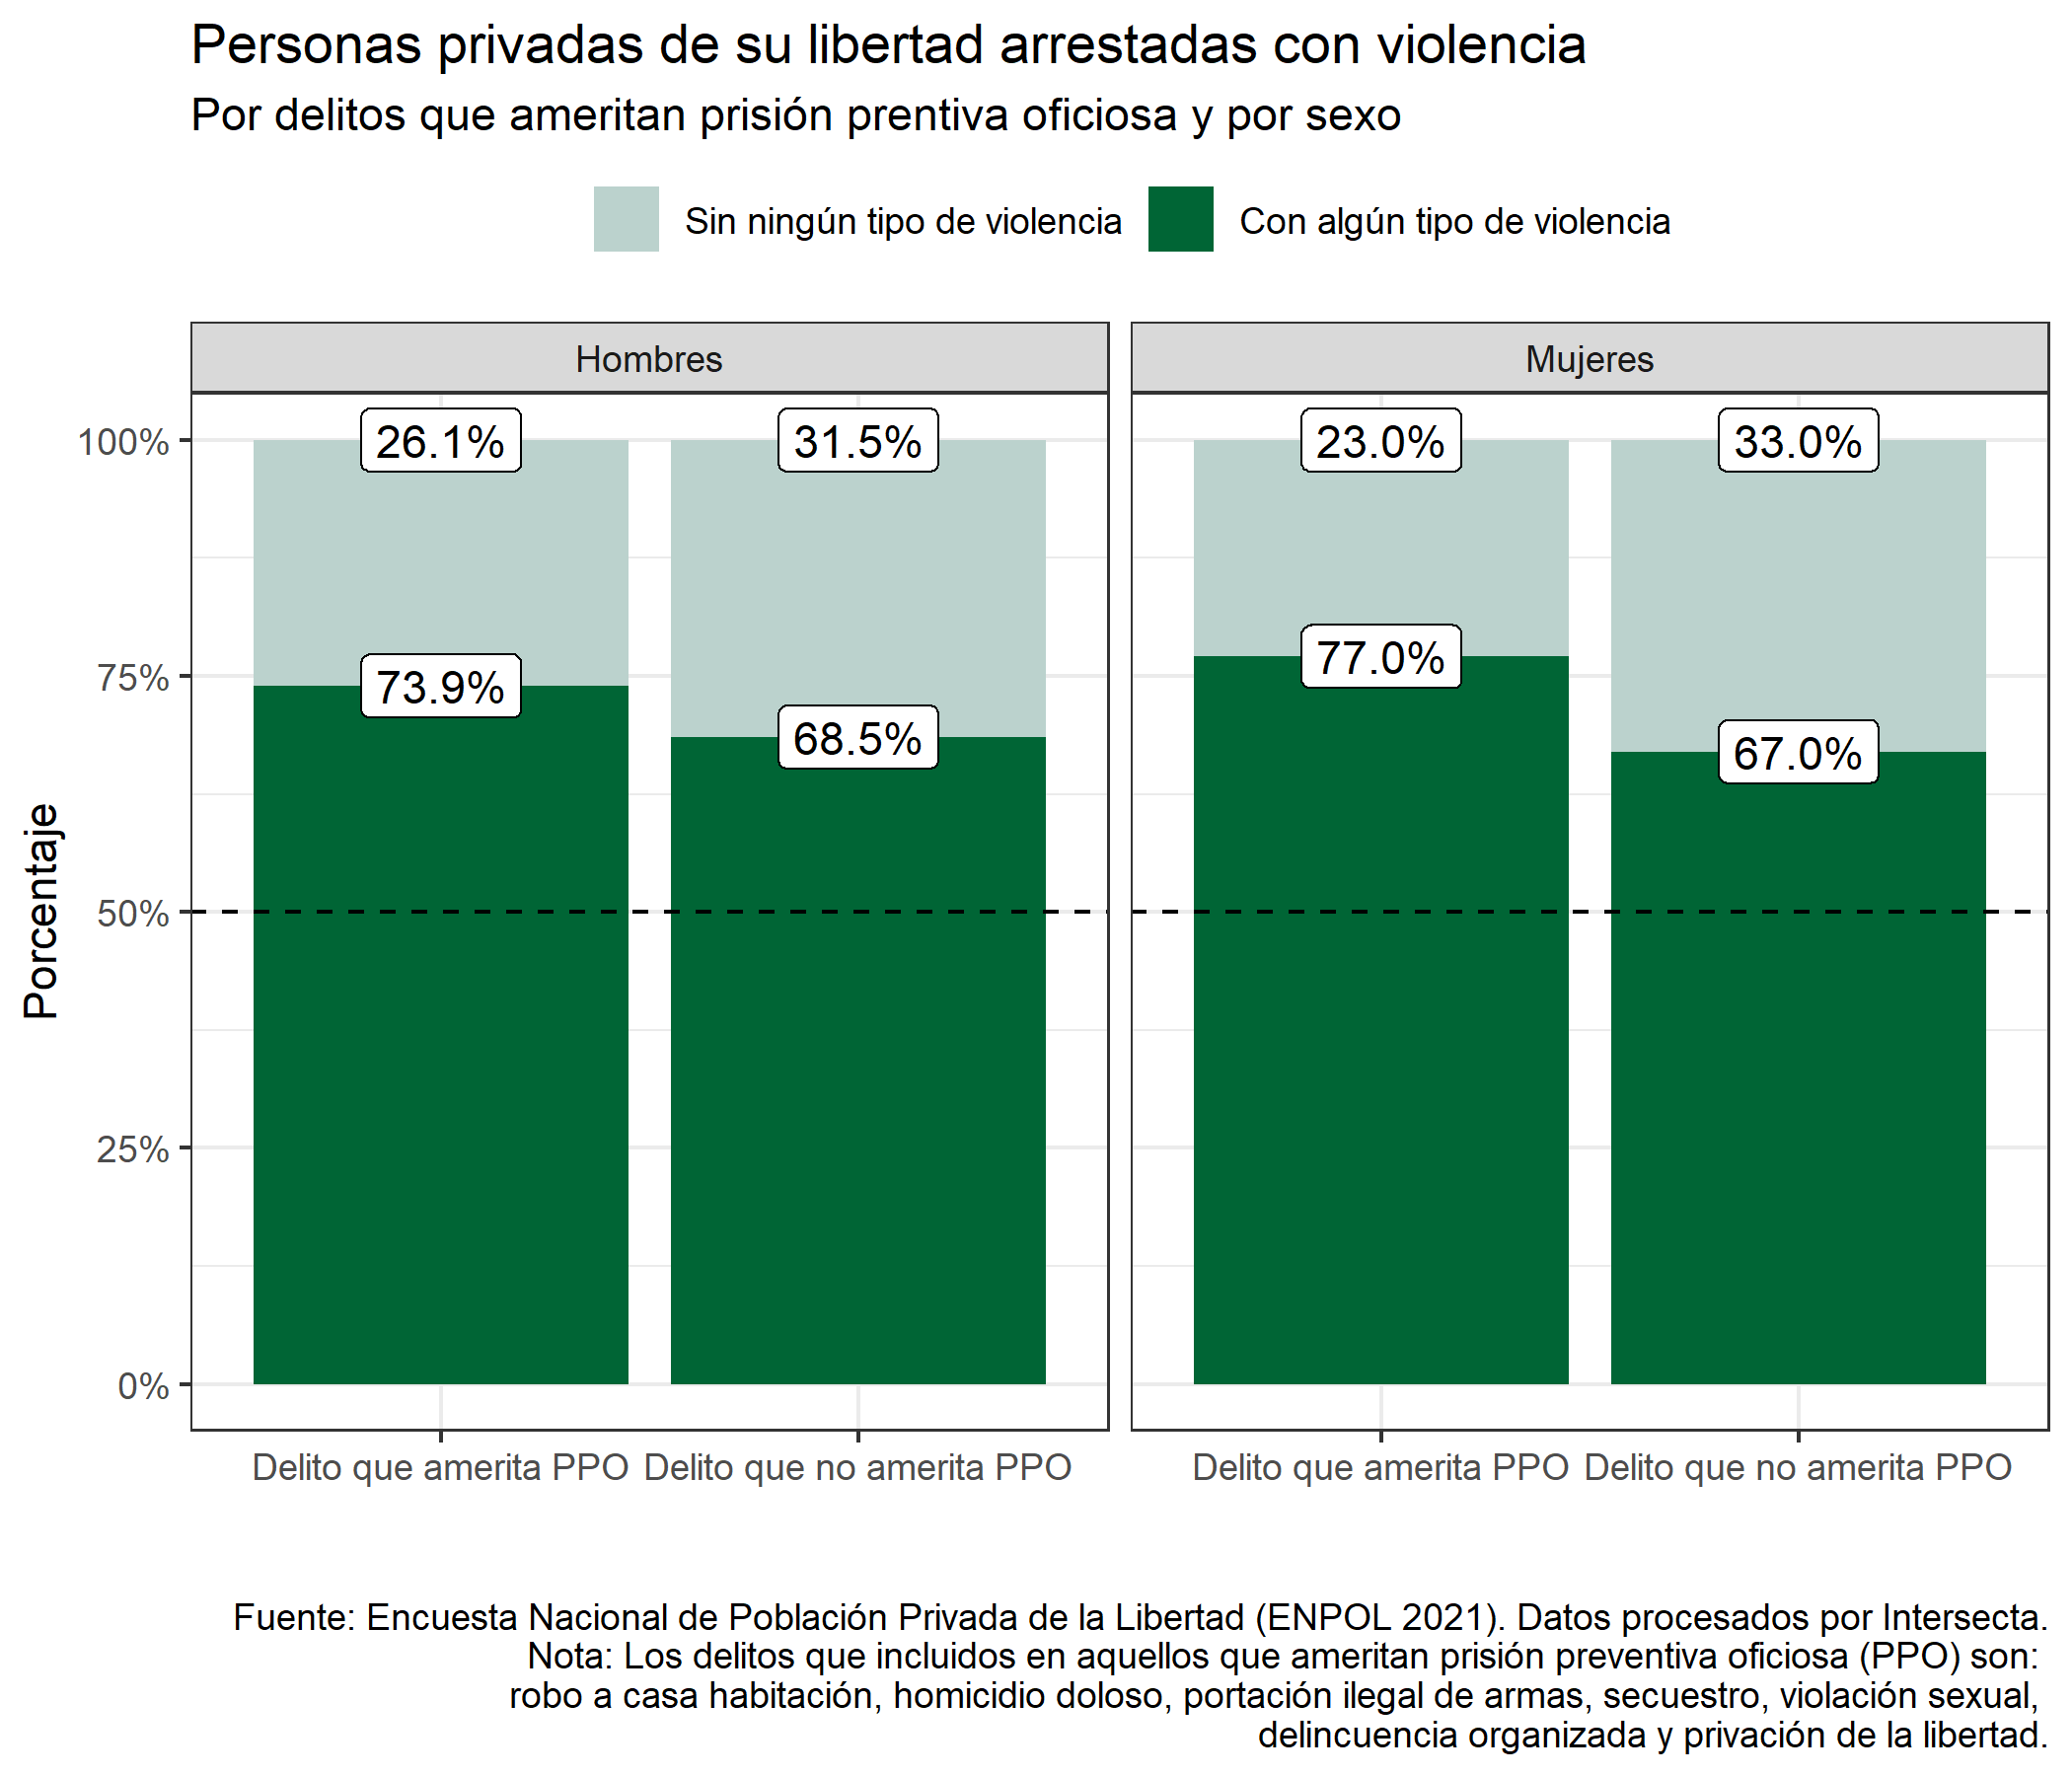 Personas privadas de su libertad arrestadas con violencia
Por delitos que ameritan prisión prentiva oficiosa y por sexo
Sin ningún tipo de violencia
Con algún tipo de violencia
Hombres
Mujeres
Porcentaje
100%
75%
50%
25%
0%
26.1%
31.5%
73.9%
68.5%
23.0%
33.0%
77.0%
67.0%
Delito que amerita PPO
Delito que no amerita PPO
Delito que amerita PPO
Delito que no amerita PPO
Fuente: Encuesta Nacional de Población Privada de la Libertad (ENPOL 2021). Datos procesados por Intersecta.
Nota: Los delitos que incluidos en aquellos que ameritan prisión preventiva oficiosa (PPO) son:
robo a casa habitación, homicidio doloso, portación ilegal de armas, secuestro, violación sexual,
delincuencia organizada y privación de la libertad.